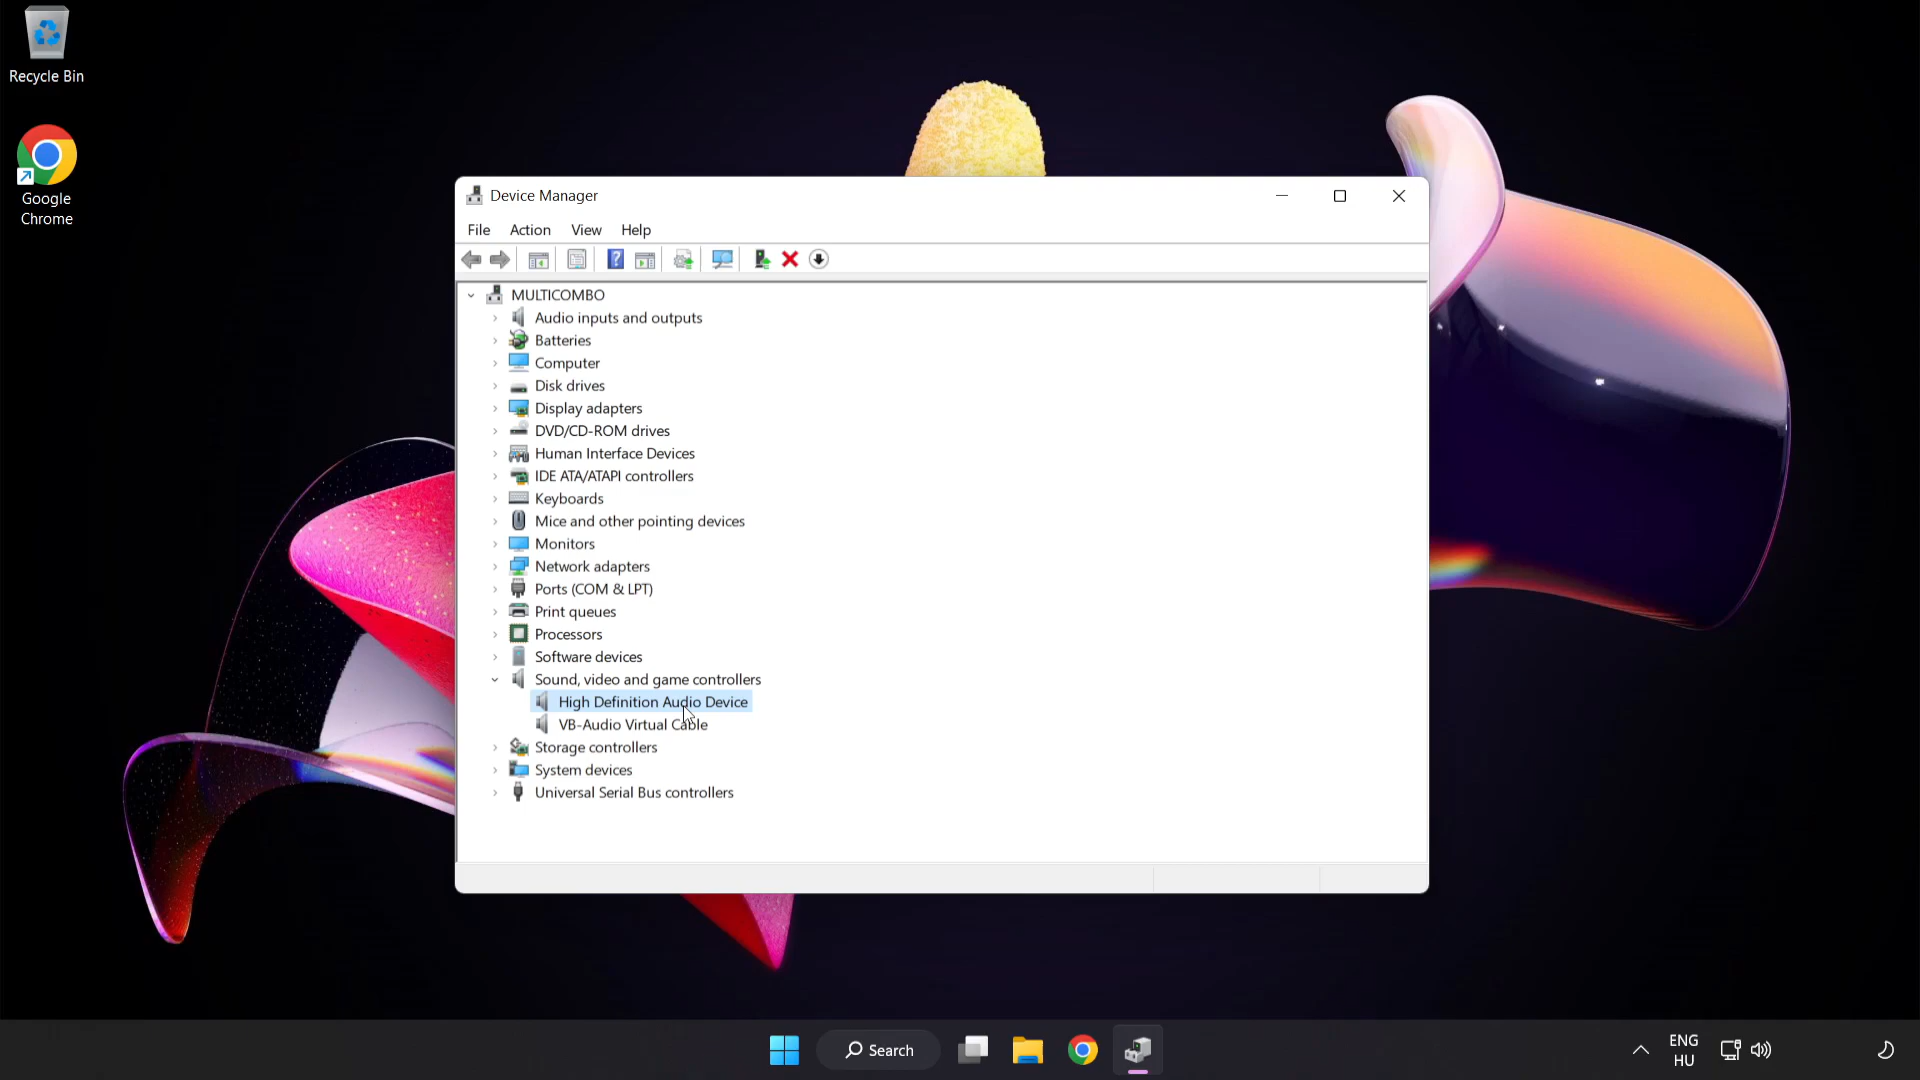 Recycle Bin
Google
Chrome
Device Manager
File Action View Help
MULTICOMBO
Audio inputs and outputs
Batteries
Computer
Disk drives
Display adapters
DVD/CD-ROM drives
Human Interface Devices
IDE ATA/ATAPI controllers
Keyboards
Mice and other pointing devices
Monitors
Network adapters
Ports (COM & LPT)
Print queues
Processors
Software devices
Sound, video and game controllers
High Definition Audio Device
VB-Audio Virtual Cable
Storage controllers
System devices
Universal Serial Bus controllers
Search
ENG
HU